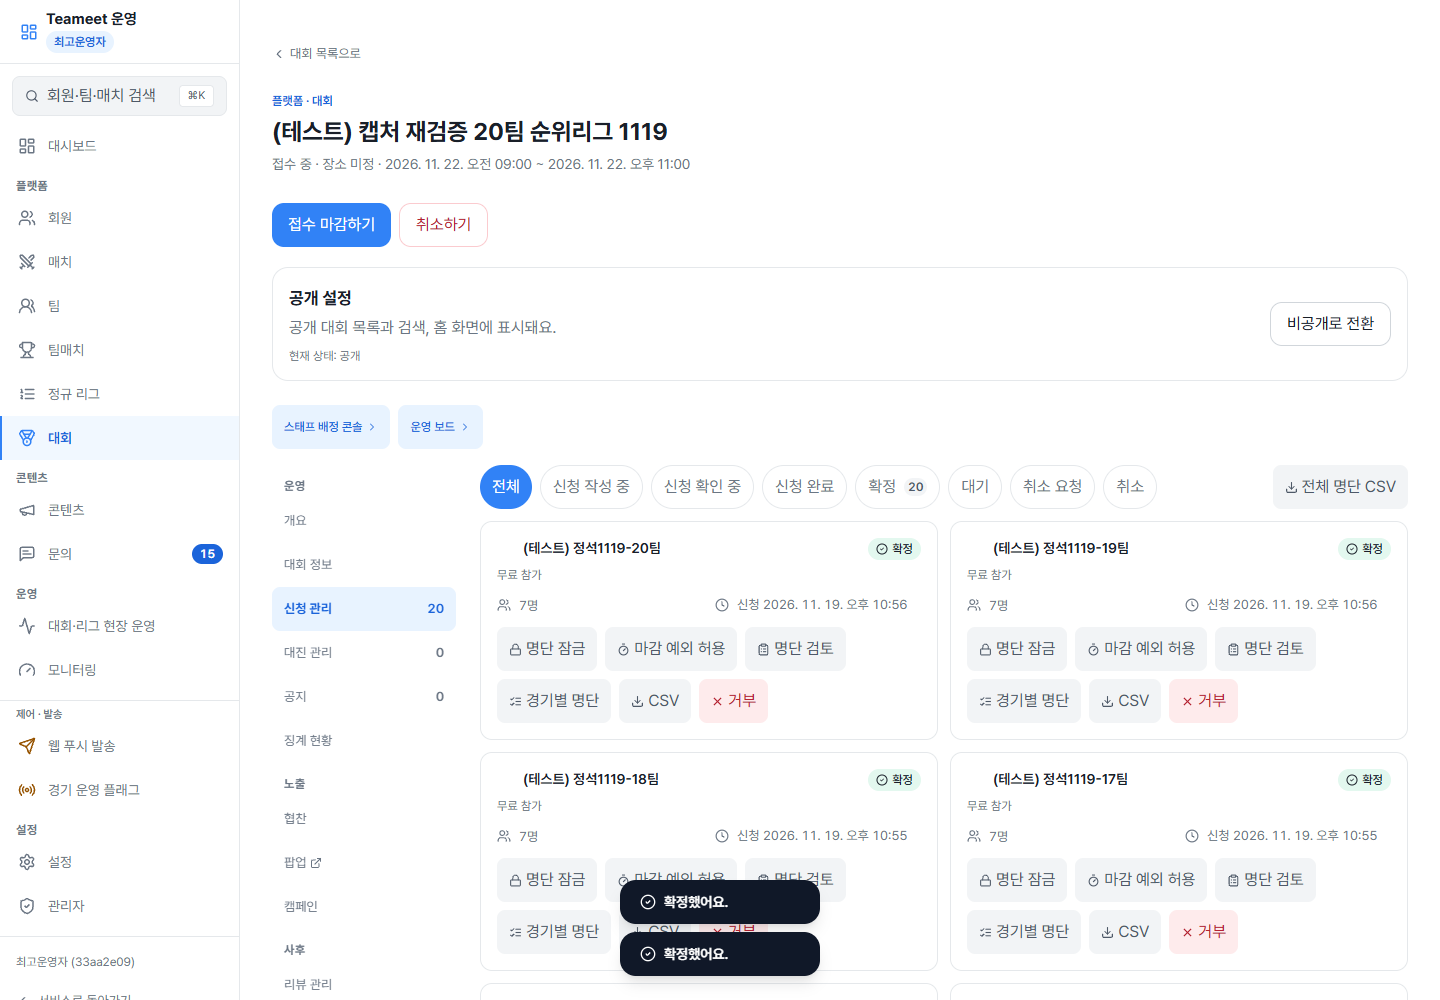 Teameet 운영
최고운영자
회원·팀·매치 검색 ⌘K
대시보드
플랫폼
회원
매치
팀
팀매치
정규 리그
대회
콘텐츠
콘텐츠
문의 15
운영
대회·리그 현장 운영
모니터링
제어 · 발송
웹 푸시 발송
경기 운영 플래그
설정
설정
관리자
최고운영자 (33aa2e09)
서비스로 돌아가기
대회 목록으로
플랫폼 · 대회
(테스트) 캡처 재검증 20팀 순위리그 1119
접수 중 · 장소 미정 · 2026. 11. 22. 오전 09:00 ~ 2026. 11. 22. 오후 11:00
접수 마감하기 취소하기
공개 설정
공개 대회 목록과 검색, 홈 화면에 표시돼요.
현재 상태: 공개
비공개로 전환
스태프 배정 콘솔 운영 보드
운영
개요
대회 정보
신청 관리 20
대진 관리 0
공지 0
징계 현황
노출
협찬
팝업
캠페인
사후
리뷰 관리
전체 신청 작성 중 신청 확인 중 신청 완료 확정 20 대기 취소 요청 취소 전체 명단 CSV
(테스트) 정석1119-20팀 확정
무료 참가
7명 신청 2026. 11. 19. 오후 10:56
명단 잠금 마감 예외 허용 명단 검토
경기별 명단 CSV 거부
(테스트) 정석1119-19팀 확정
무료 참가
7명 신청 2026. 11. 19. 오후 10:56
명단 잠금 마감 예외 허용 명단 검토
경기별 명단 CSV 거부
(테스트) 정석1119-18팀 확정
무료 참가
7명 신청 2026. 11. 19. 오후 10:55
명단 잠금 마감 예외 허용 명단 검토
경기별 명단 CSV 거부
(테스트) 정석1119-17팀 확정
무료 참가
7명 신청 2026. 11. 19. 오후 10:55
명단 잠금 마감 예외 허용 명단 검토
경기별 명단 CSV 거부
확정했어요.
확정했어요.